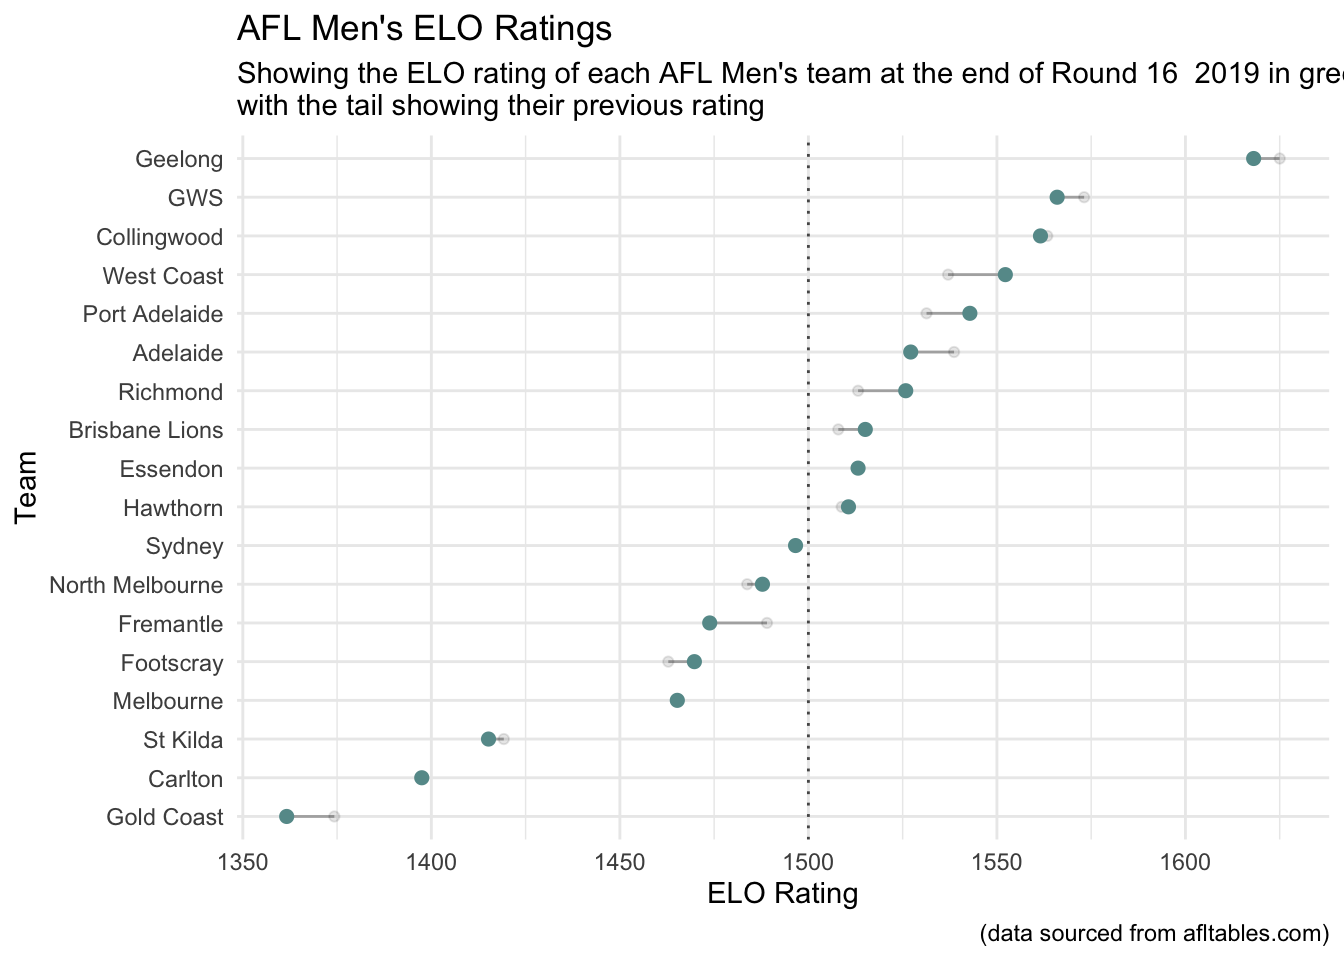 AFL Men's ELO Ratings
Showing the ELO rating of each AFL Men's team at the end of Round 16  2019 in
with the tail showing their previous rating
Geelong
GWS
Collingwood
West Coast
Port Adelaide
Adelaide
Richmond
Brisbane Lions
Essendon
Hawthorn
Sydney
North Melbourne
Fremantle
Footscray
Melbourne
St Kilda
Carlton
Gold Coast
Team
1350 1400 1450 1500 1550 1600
ELO Rating
(data sourced from afltables.com)